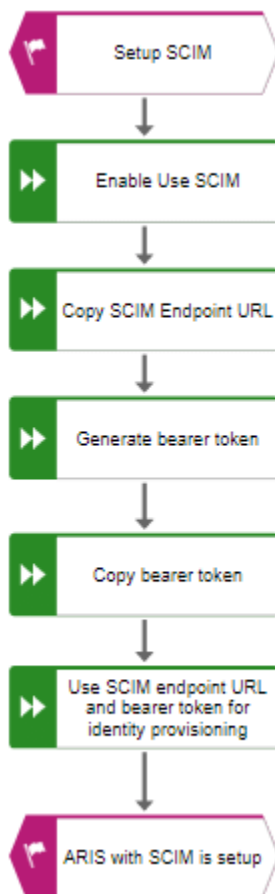 Setup SCIM
Enable Use SCIM
Copy SCIM Endpoint URL
Generate bearer token
Copy bearer token
Use SCIM endpoint URL
and bearer token for
identity provisioning
ARIS with SCIM is setup